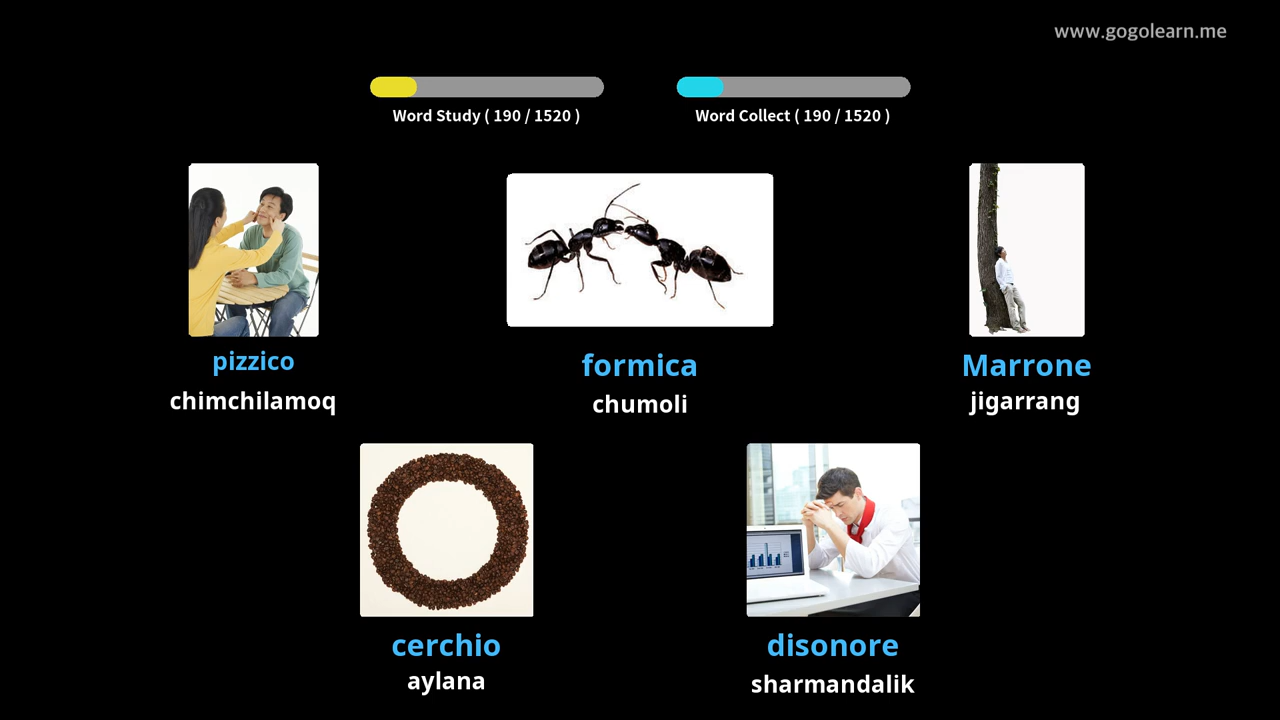 www.gogolearn.me
Word Study ( 190 / 1520 )
Word Collect ( 190 / 1520 )
pizzico
chimchilamoq
formica
chumoli
Marrone
jigarrang
cerchio
aylana
disonore
sharmandalik